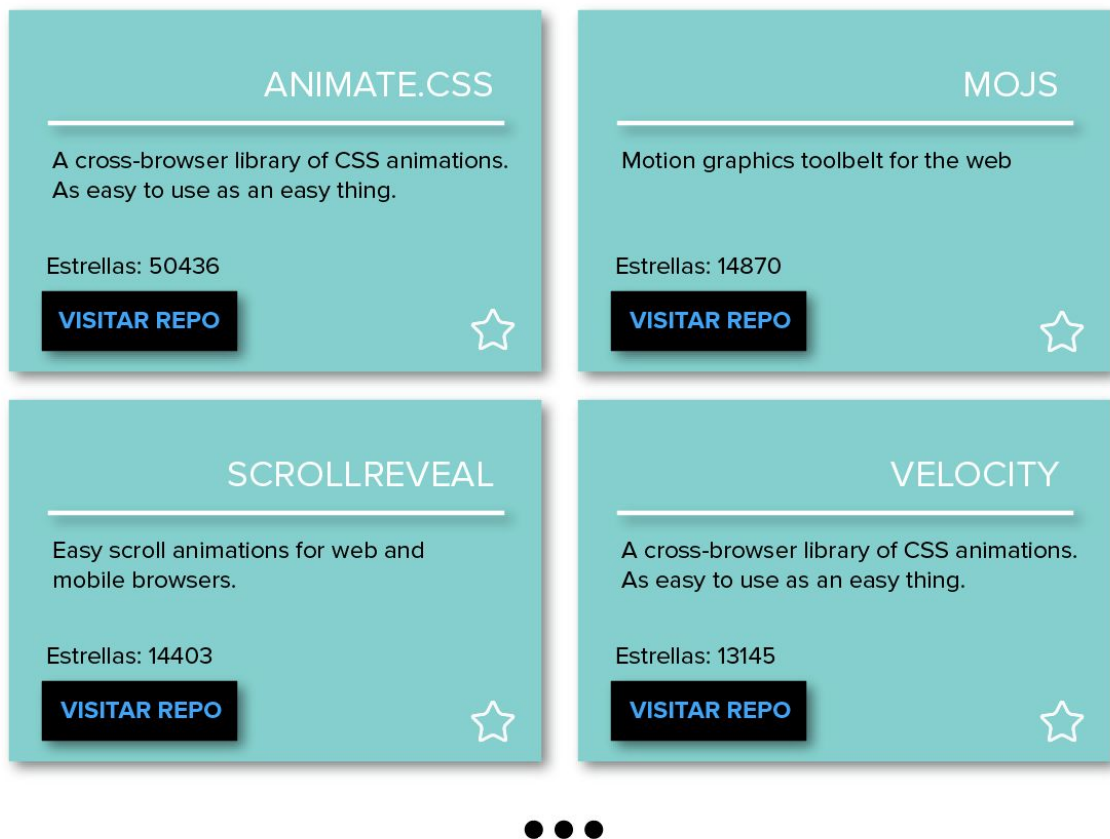 ANIMATE.CSS
A cross-browser library of CSS animations.
As easy to use as an easy thing.
Estrellas: 50436
VISITAR REPO
MOJS
Motion graphics toolbelt for the web
Estrellas: 14870
VISITAR REPO
SCROLLREVEAL
Easy scroll animations for web and
mobile browsers.
Estrellas: 14403
VISITAR REPO
VELOCITY
A cross-browser library of CSS animations.
As easy to use as an easy thing.
Estrellas: 13145
VISITAR REPO